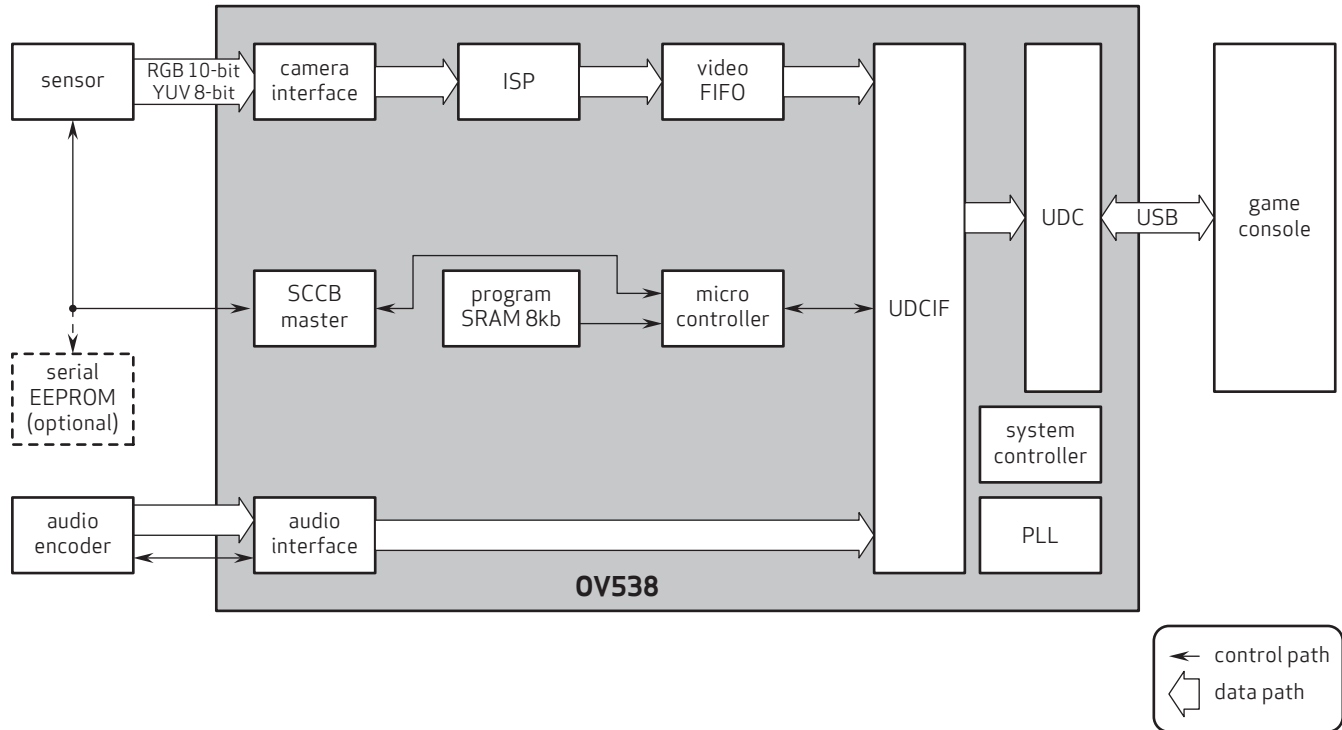 sensor
RGB 10-bit
YUV 8-bit
camera
interface
ISP
video
FIFO
UDCIF
UDC
USB
game
console
SCCB
master
program
SRAM 8kb
micro
controller
serial
EEPROM
(optional)
system
controller
audio
encoder
audio
interface
PLL
OV538
control path
data path